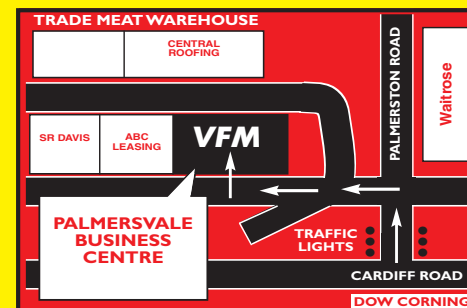 TRADE MEAT WAREHOUSE
CENTRAL
ROOFING
PALMERSTON ROAD
Waitrose
SR DAVIS
ABC
LEASING
VFM
PALMERSVALE
BUSINESS
CENTRE
TRAFFIC
LIGHTS
CARDIFF ROAD
DOW CORNING